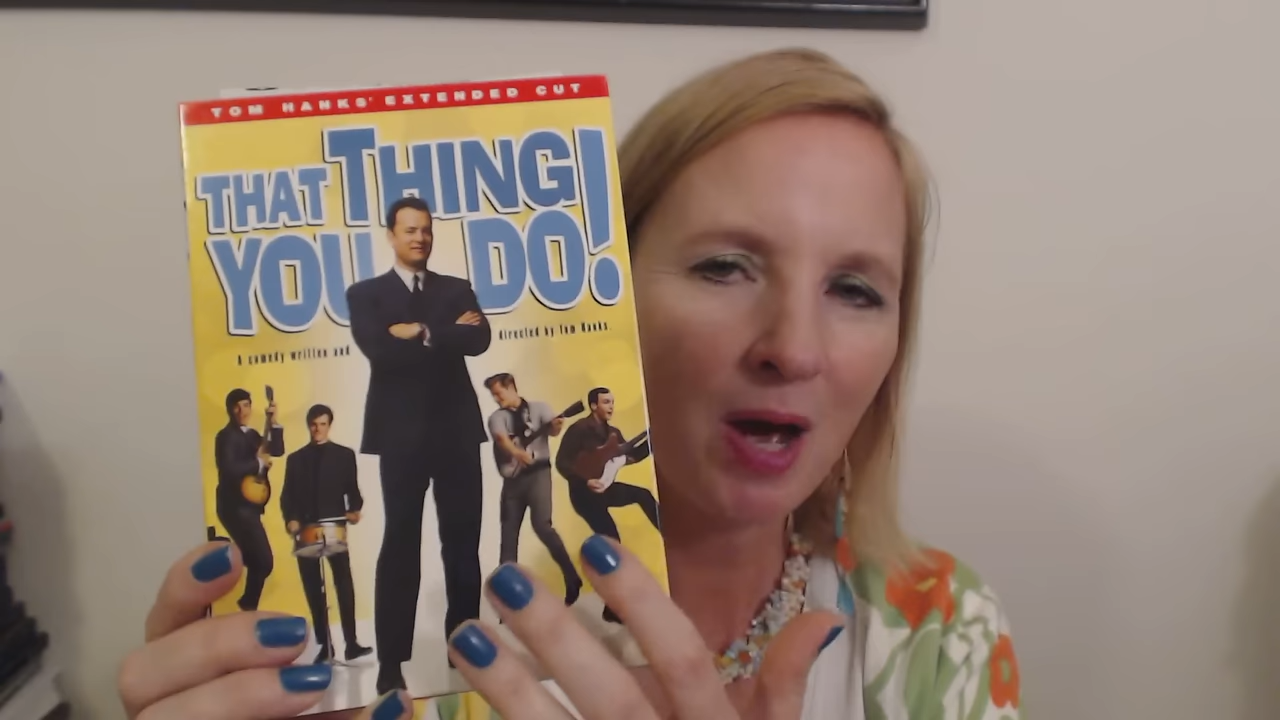 TOM HANKS' EXTENDED CUT
THAT THING
YOU DO!
A comedy written and directed by Tom Hanks.